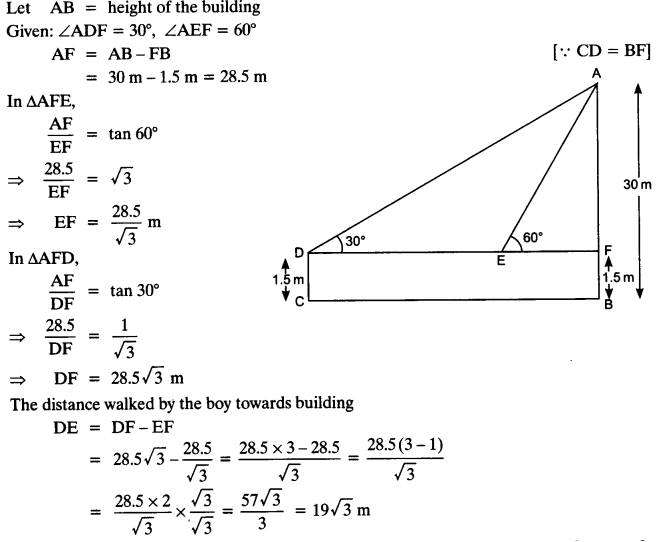 Let AB = height of the building
Given: ∠ADF = 30°, ∠AEF = 60°
AF = AB – FB [∵ CD = BF]
= 30 m – 1.5 m = 28.5 m
In ΔAFE,
AF/EF = tan 60°
⇒ 28.5/EF = √3
⇒ EF = 28.5/√3 m
In ΔAFD,
AF/DF = tan 30°
⇒ 28.5/DF = 1/√3
⇒ DF = 28.5√3 m
A
30 m
D 30° E 60° F
1.5 m 1.5 m
C B
The distance walked by the boy towards building
DE = DF – EF
= 28.5√3 – 28.5/√3 = (28.5 × 3 – 28.5)/√3 = 28.5 (3 – 1)/√3
= (28.5 × 2)/√3 × √3/√3 = 57√3/3 = 19√3 m